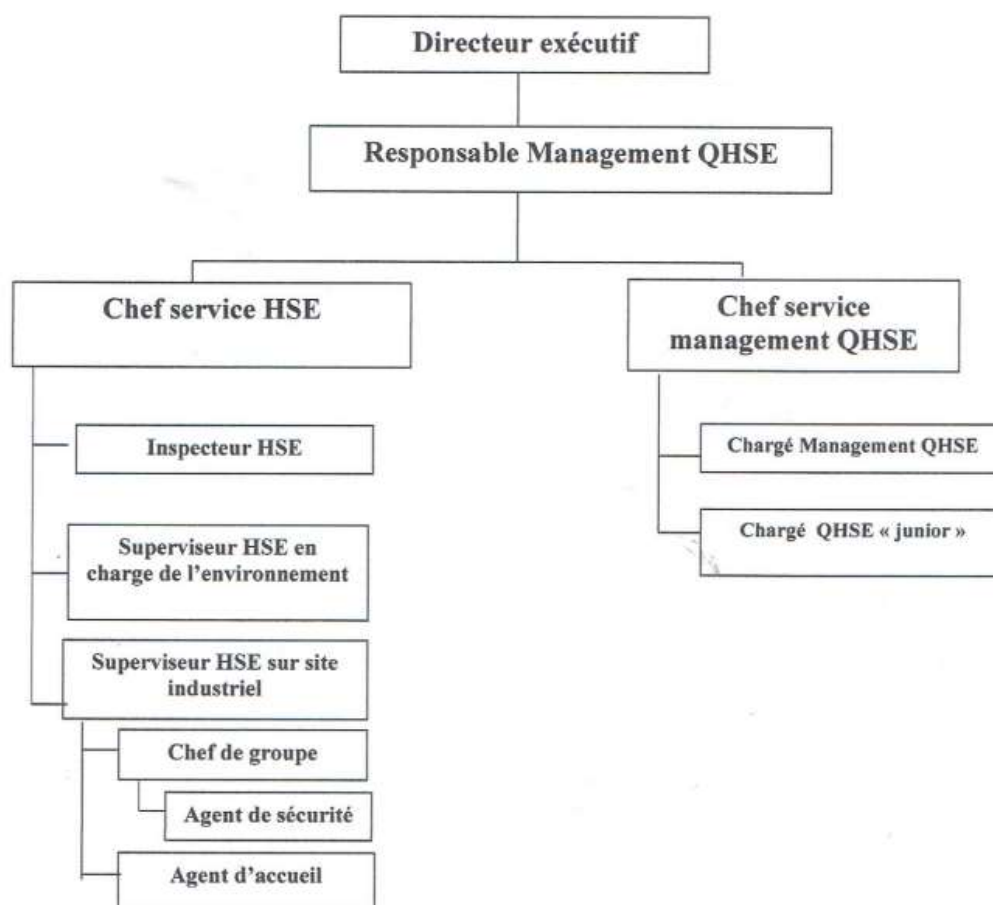 Directeur exécutif
Responsable Management QHSE
Chef service HSE
Chef service
management QHSE
Inspecteur HSE
Chargé Management QHSE
Superviseur HSE en
charge de l'environnement
Chargé QHSE « junior »
Superviseur HSE sur site
industriel
Chef de groupe
Agent de sécurité
Agent d'accueil